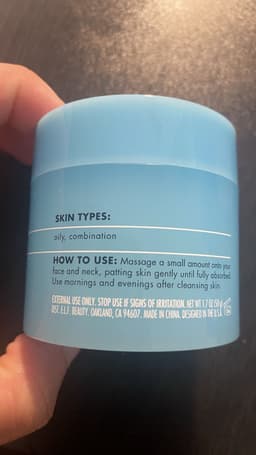 SKIN TYPES:
oily, combination
HOW TO USE: Massage a small amount onto your
face and neck, patting skin gently until fully absorbed.
Use mornings and evenings after cleansing skin.
EXTERNAL USE ONLY. STOP USE IF SIGNS OF IRRITATION. NET WT 1.7 OZ (50 g)
DIST. E.L.F. BEAUTY, OAKLAND, CA 94607. MADE IN CHINA. DESIGNED IN THE U.S.A.